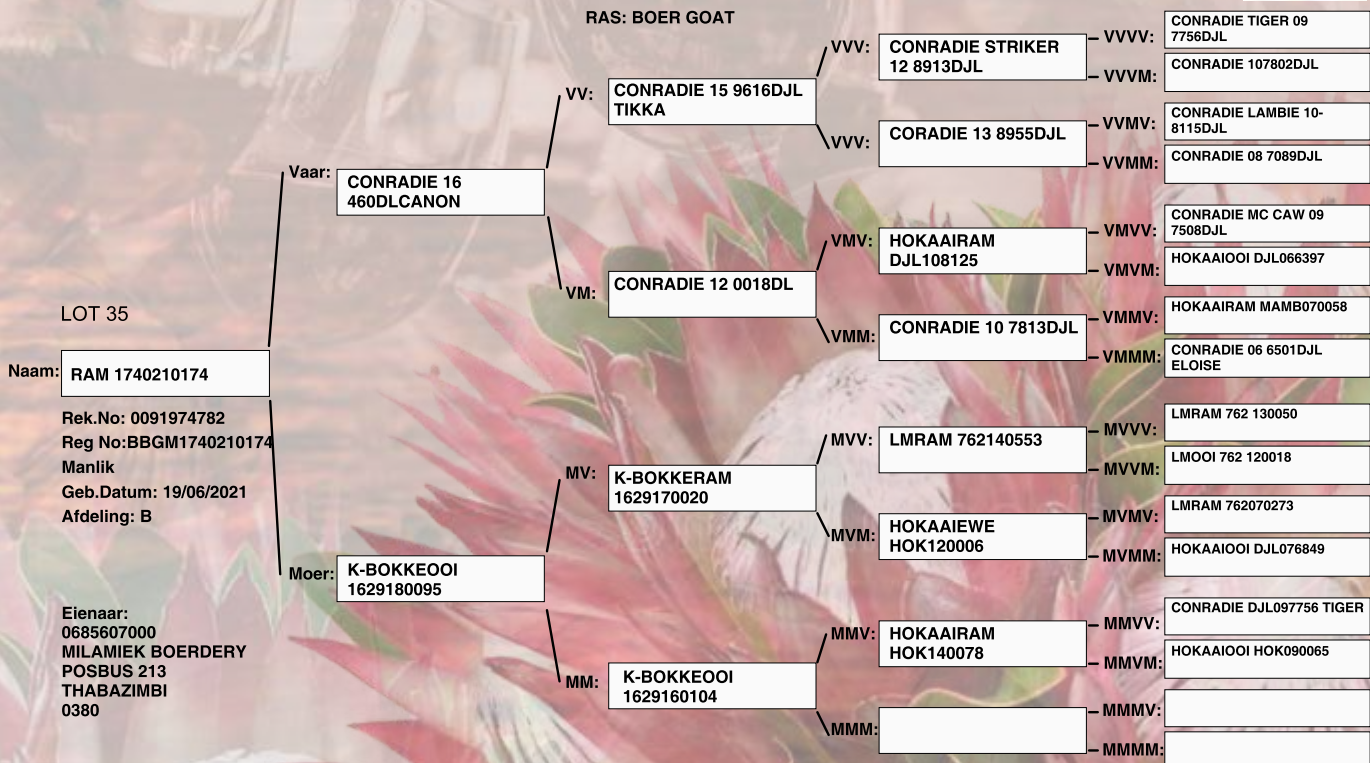 RAS: BOER GOAT
LOT 35
Naam:
RAM 1740210174
Rek.No: 0091974782
Reg No:BBGM1740210174
Manlik
Geb.Datum: 19/06/2021
Afdeling: B
Eienaar:
0685607000
MILAMIEK BOERDERY
POSBUS 213
THABAZIMBI
0380
Vaar:
CONRADIE 16
460DLCANON
Moer:
K-BOKKEOOI
1629180095
VV:
CONRADIE 15 9616DJL
TIKKA
VM:
CONRADIE 12 0018DL
MV:
K-BOKKERAM
1629170020
MM:
K-BOKKEOOI
1629160104
VVV:
CONRADIE STRIKER
12 8913DJL
VVV:
CORADIE 13 8955DJL
VMV:
HOKAAIRAM
DJL108125
VMM:
CONRADIE 10 7813DJL
MVV:
LMRAM 762140553
MVM:
HOKAAIEWE
HOK120006
MMV:
HOKAAIRAM
HOK140078
MMM:
VVVV:
CONRADIE TIGER 09
7756DJL
VVVM:
CONRADIE 107802DJL
VVMV:
CONRADIE LAMBIE 10-
8115DJL
VVMM:
CONRADIE 08 7089DJL
VMVV:
CONRADIE MC CAW 09
7508DJL
VMVM:
HOKAAIOOI DJL066397
VMMV:
HOKAAIRAM MAMB070058
VMMM:
CONRADIE 06 6501DJL
ELOISE
MVVV:
LMRAM 762 130050
MVVM:
LMOOI 762 120018
MVMV:
LMRAM 762070273
MVMM:
HOKAAIOOI DJL076849
MMVV:
CONRADIE DJL097756 TIGER
MMVM:
HOKAAIOOI HOK090065
MMMV:
MMMM: